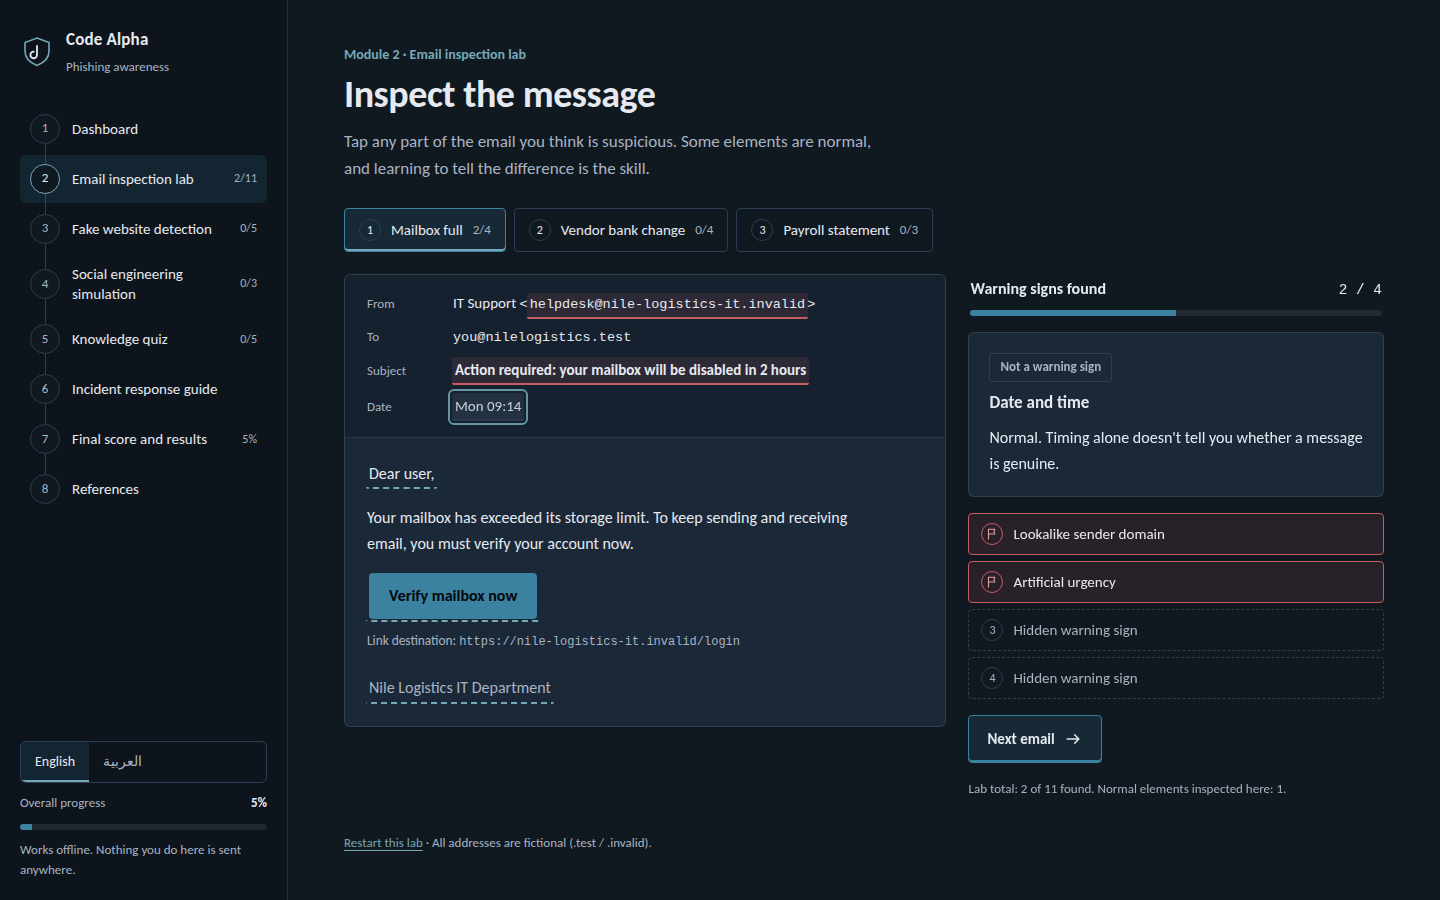 Code Alpha
Phishing awareness
1 Dashboard
2 Email inspection lab 2/11
3 Fake website detection 0/5
4 Social engineering simulation 0/3
5 Knowledge quiz 0/5
6 Incident response guide
7 Final score and results 5%
8 References
English العربية
Overall progress 5%
Works offline. Nothing you do here is sent
anywhere.
Module 2 · Email inspection lab
Inspect the message
Tap any part of the email you think is suspicious. Some elements are normal,
and learning to tell the difference is the skill.
1 Mailbox full 2/4
2 Vendor bank change 0/4
3 Payroll statement 0/3
From IT Support <helpdesk@nile-logistics-it.invalid>
To you@nilelogistics.test
Subject Action required: your mailbox will be disabled in 2 hours
Date Mon 09:14
Dear user,
Your mailbox has exceeded its storage limit. To keep sending and receiving
email, you must verify your account now.
Verify mailbox now
Link destination: https://nile-logistics-it.invalid/login
Nile Logistics IT Department
Warning signs found 2 / 4
Not a warning sign
Date and time
Normal. Timing alone doesn't tell you whether a message
is genuine.
Lookalike sender domain
Artificial urgency
3 Hidden warning sign
4 Hidden warning sign
Next email →
Lab total: 2 of 11 found. Normal elements inspected here: 1.
Restart this lab · All addresses are fictional (.test / .invalid).